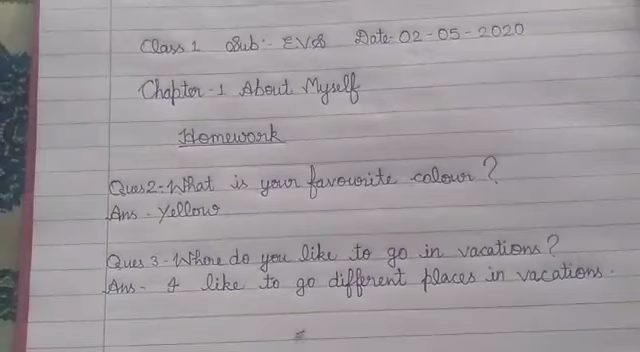 Class 1 Sub:- EVS Date: 02-05-2020
Chapter-1 About Myself
Homework
Ques 2- What is your favourite colour?
Ans - Yellow
Ques 3 - Where do you like to go in vacations?
Ans - I like to go different places in vacations.